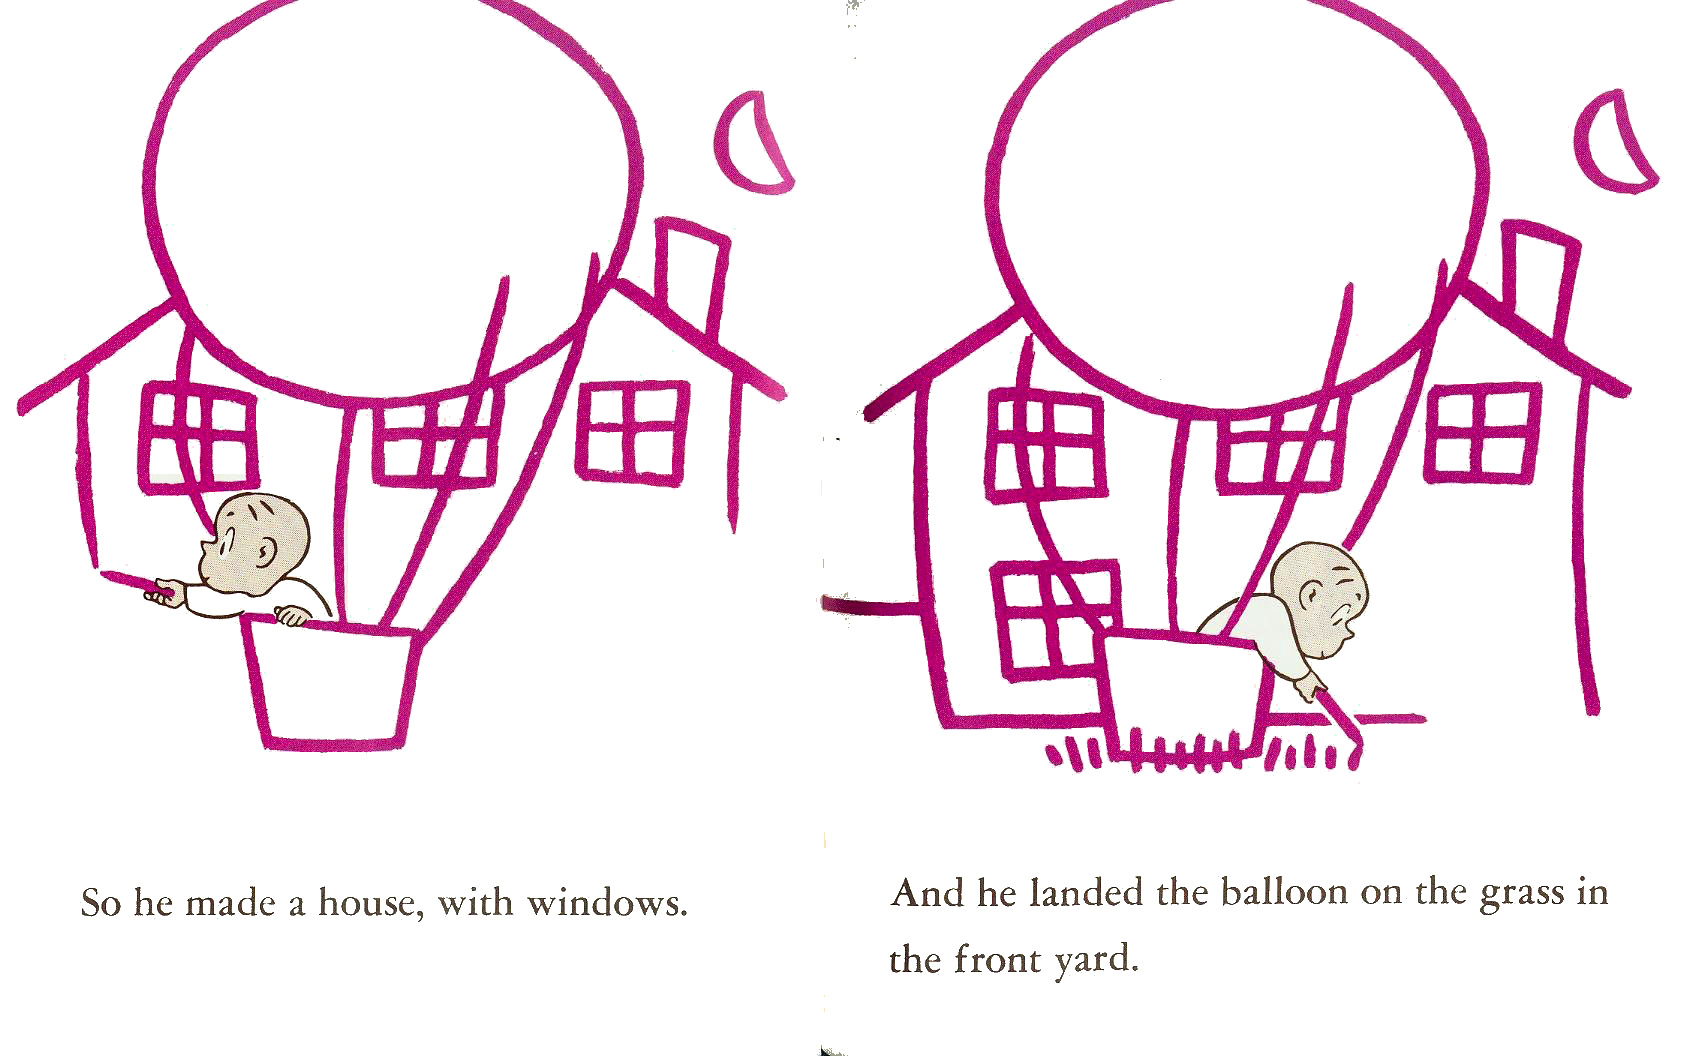 So he made a house, with windows.
And he landed the balloon on the grass in
the front yard.